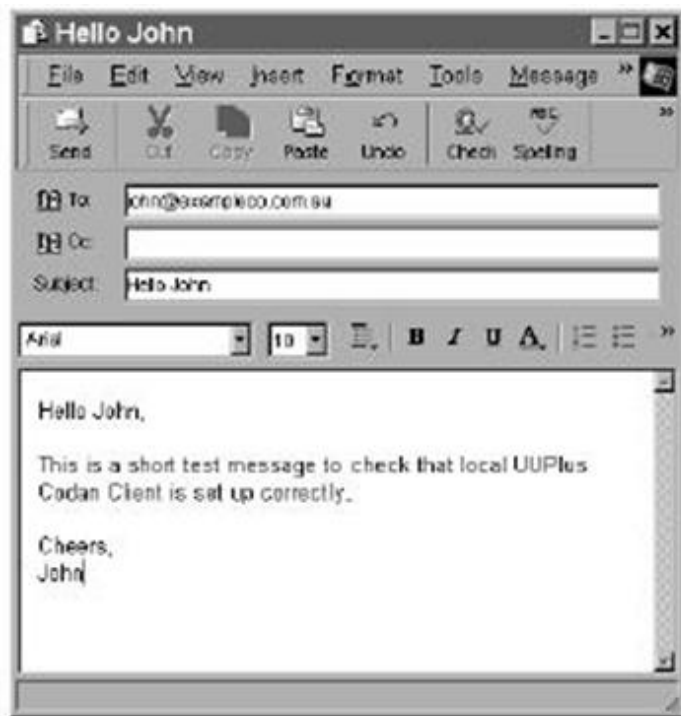 Hello John
File Edit View Insert Format Tools Message »
Send Cut Copy Paste Undo Check Spelling »
To:
john@exampleco.com.au
Cc:
Subject:
Hello John
Arial 10 B I U A »
Hello John,
This is a short test message to check that local UUPlus
Codan Client is set up correctly.
Cheers,
John